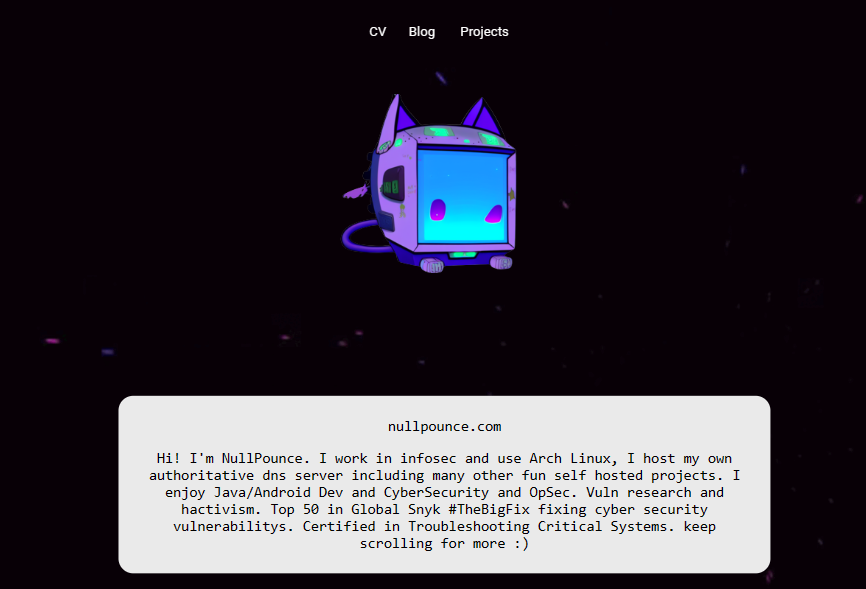 CV Blog Projects
nullpounce.com
Hi! I'm NullPounce. I work in infosec and use Arch Linux, I host my own
authoritative dns server including many other fun self hosted projects. I
enjoy Java/Android Dev and CyberSecurity and OpSec. Vuln research and
hactivism. Top 50 in Global Snyk #TheBigFix fixing cyber security
vulnerabilitys. Certified in Troubleshooting Critical Systems. keep
scrolling for more :)